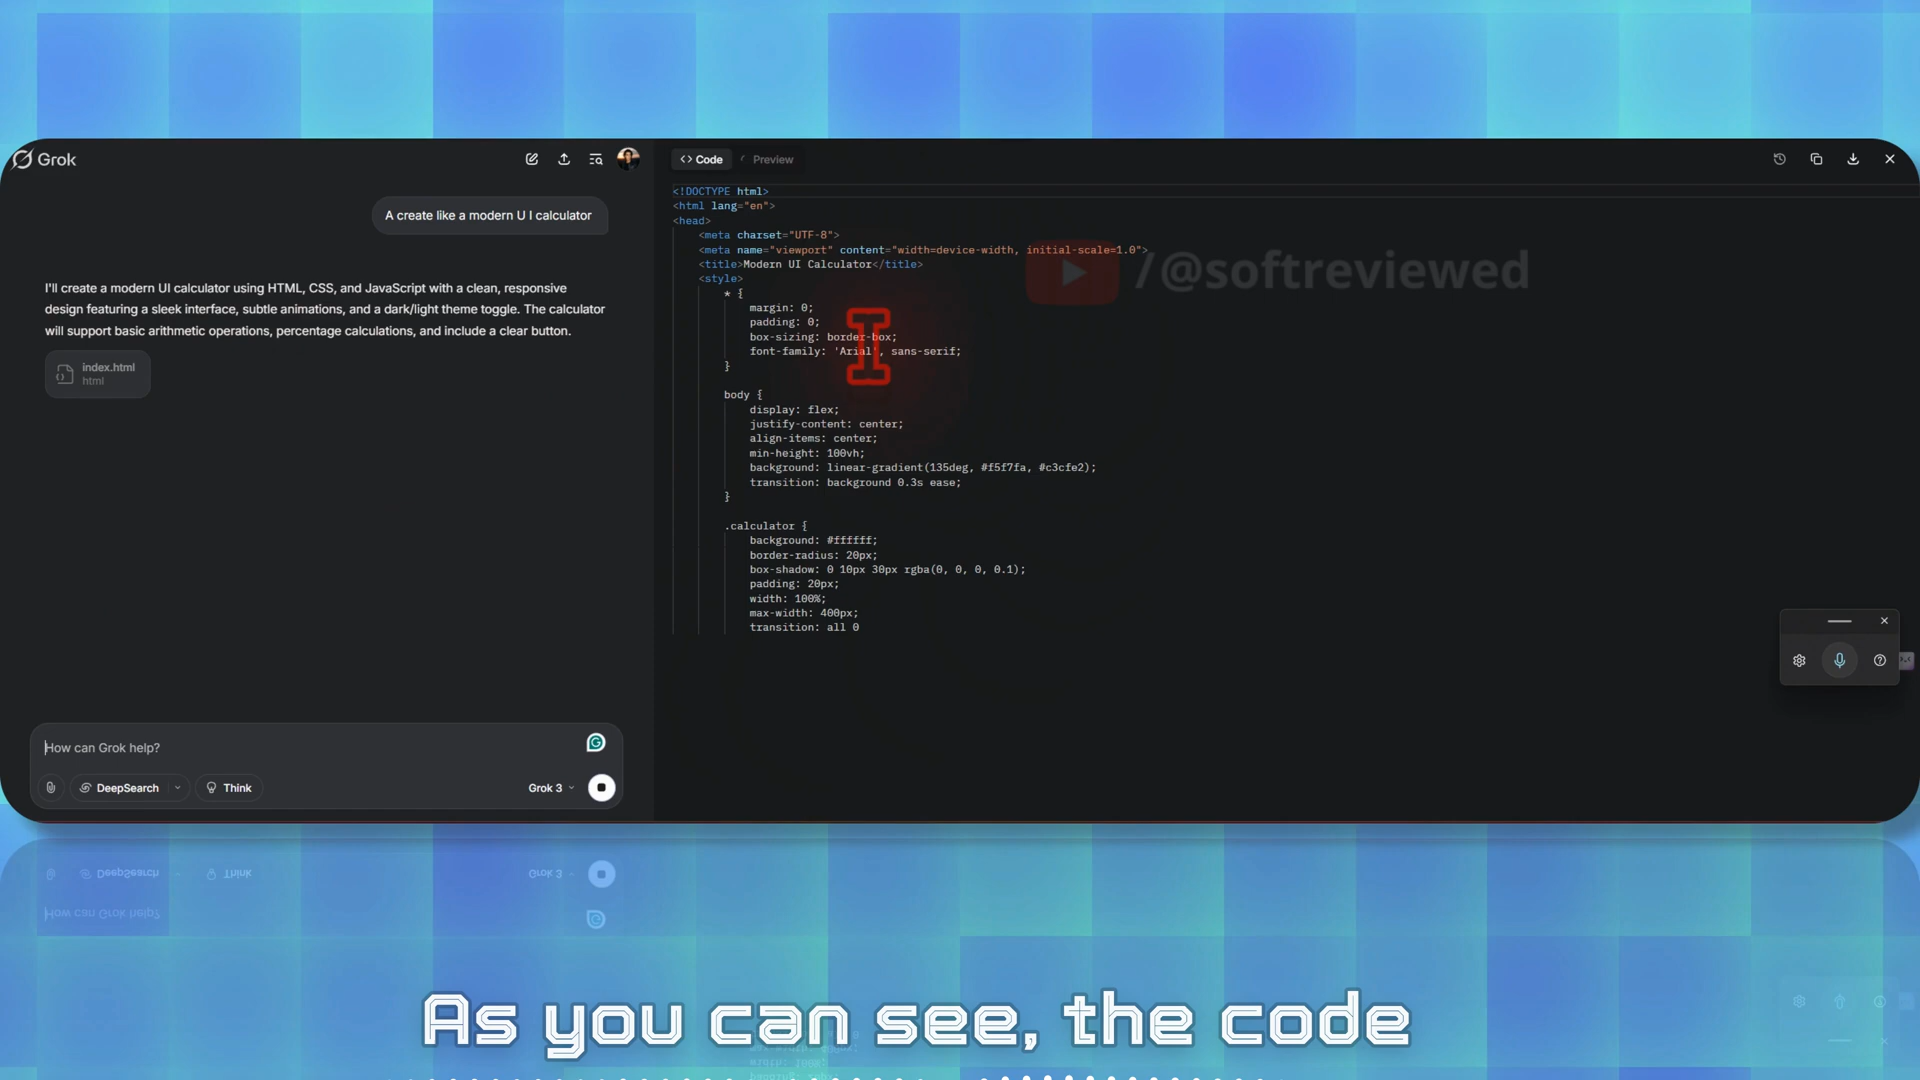 Grok
A create like a modern U I calculator
I'll create a modern UI calculator using HTML, CSS, and JavaScript with a clean, responsive
design featuring a sleek interface, subtle animations, and a dark/light theme toggle. The calculator
will support basic arithmetic operations, percentage calculations, and include a clear button.
index.html
html
How can Grok help?
DeepSearch
Think
Grok 3
<> Code
Preview
<!DOCTYPE html>
<html lang="en">
<head>
<meta charset="UTF-8">
<meta name="viewport" content="width=device-width, initial-scale=1.0">
<title>Modern UI Calculator</title>
<style>
* {
margin: 0;
padding: 0;
box-sizing: border-box;
font-family: 'Arial', sans-serif;
}
body {
display: flex;
justify-content: center;
align-items: center;
min-height: 100vh;
background: linear-gradient(135deg, #f5f7fa, #c3cfe2);
transition: background 0.3s ease;
}
.calculator {
background: #ffffff;
border-radius: 20px;
box-shadow: 0 10px 30px rgba(0, 0, 0, 0.1);
padding: 20px;
width: 100%;
max-width: 400px;
transition: all 0
/@softreviewed
As you can see, the code